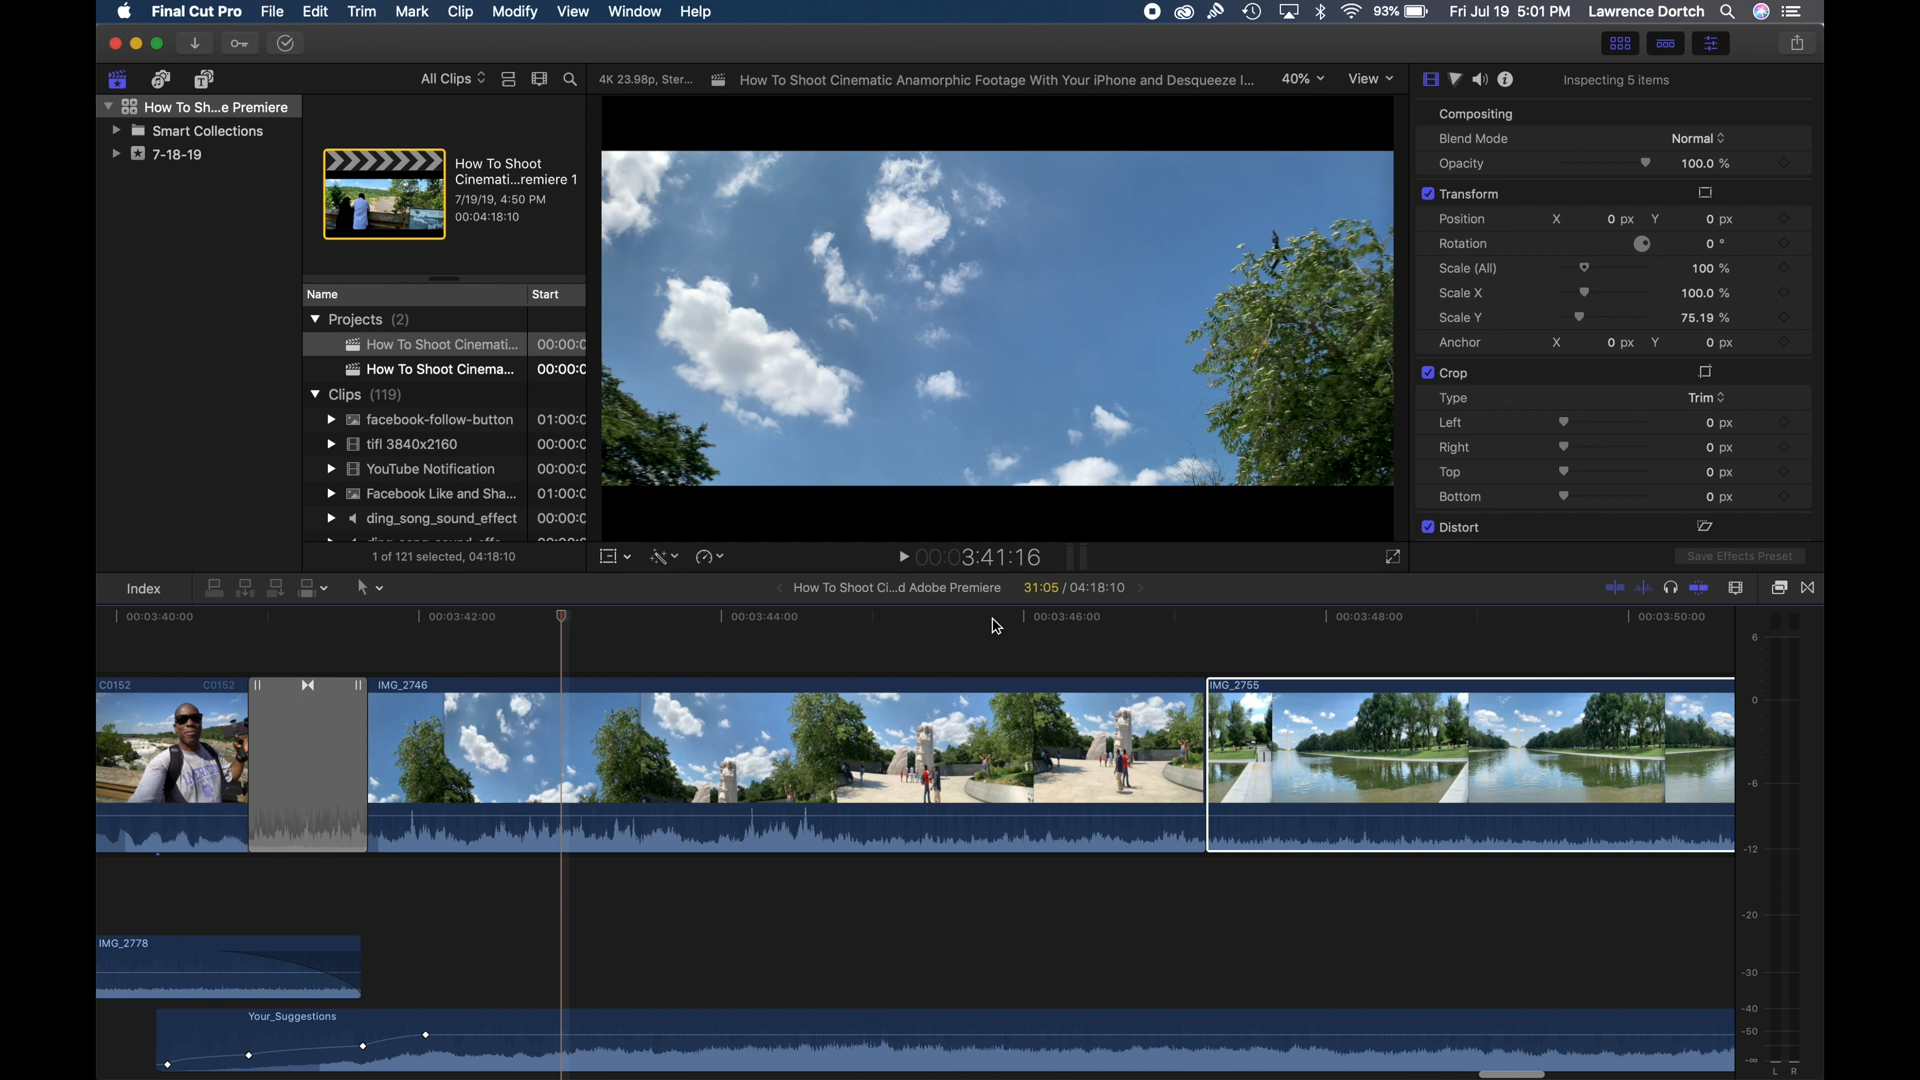 Final Cut Pro File Edit Trim Mark Clip Modify View Window Help 93% Fri Jul 19 5:01 PM Lawrence Dortch
All Clips 4K 23.98p, Ster... How To Shoot Cinematic Anamorphic Footage With Your iPhone and Desqueeze I... 40% View Inspecting 5 items
How To Sh...e Premiere
Smart Collections
7-18-19
How To Shoot
Cinemati...remiere 1
7/19/19, 4:50 PM
00:04:18:10
Name Start
Projects (2)
How To Shoot Cinemati... 00:00:0
How To Shoot Cinema... 00:00:0
Clips (119)
facebook-follow-button 01:00:0
tifl 3840x2160 00:00:0
YouTube Notification 00:00:0
Facebook Like and Sha... 01:00:0
ding_song_sound_effect 00:00:0
1 of 121 selected, 04:18:10
Compositing
Blend Mode Normal
Opacity 100.0 %
Transform
Position X 0 px Y 0 px
Rotation 0 °
Scale (All) 100 %
Scale X 100.0 %
Scale Y 75.19 %
Anchor X 0 px Y 0 px
Crop
Type Trim
Left 0 px
Right 0 px
Top 0 px
Bottom 0 px
Distort
00:03:41:16
Save Effects Preset
Index How To Shoot Ci...d Adobe Premiere 31:05 / 04:18:10
00:03:40:00 00:03:42:00 00:03:44:00 00:03:46:00 00:03:48:00 00:03:50:00
C0152 C0152 IMG_2746 IMG_2755
IMG_2778
Your_Suggestions
6
0
-6
-12
-20
-30
-40
-50
-∞
L R